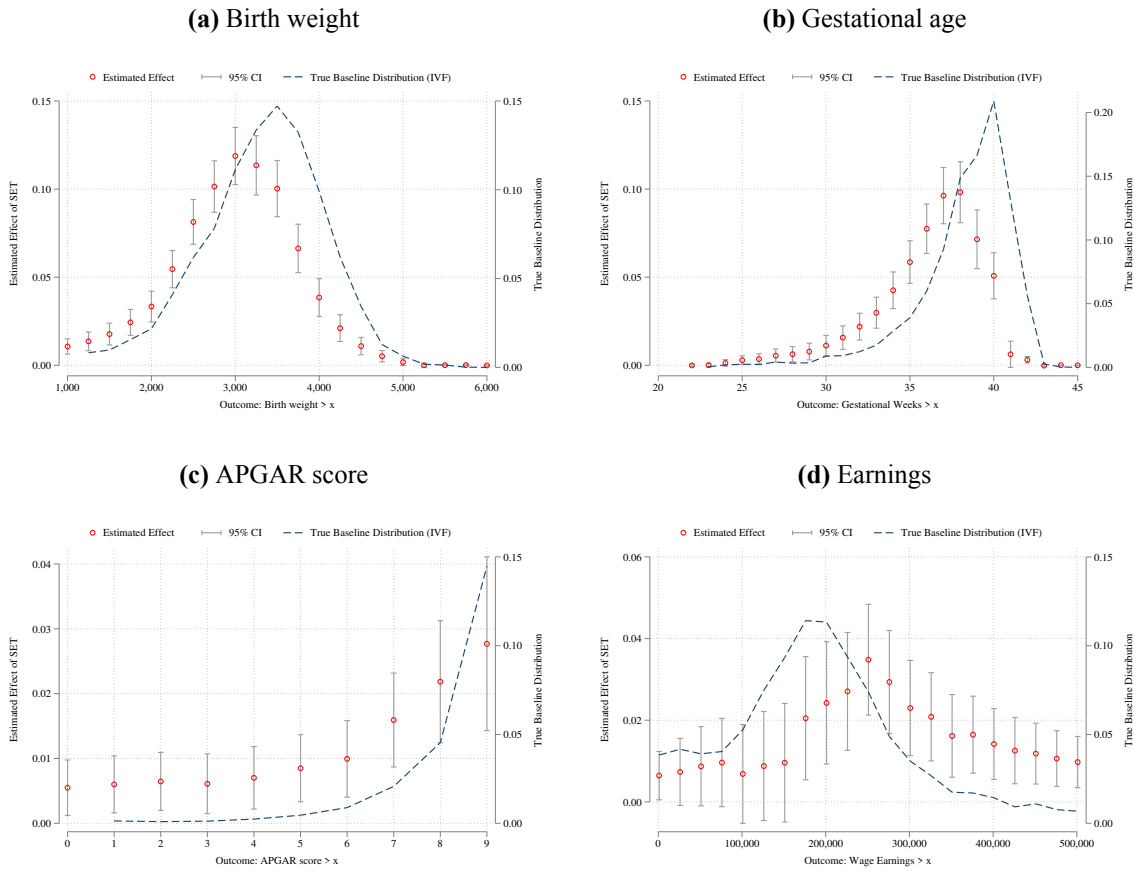 (a) Birth weight
Estimated Effect 95% CI True Baseline Distribution (IVF)
0.15
0.10
0.05
0.00
Estimated Effect of SET
0.15
0.10
0.05
0.00
True Baseline Distribution
1,000 2,000 3,000 4,000 5,000 6,000
Outcome: Birth weight > x
(b) Gestational age
Estimated Effect 95% CI True Baseline Distribution (IVF)
0.15
0.10
0.05
0.00
Estimated Effect of SET
0.20
0.15
0.10
0.05
0.00
True Baseline Distribution
20 25 30 35 40 45
Outcome: Gestational Weeks > x
(c) APGAR score
Estimated Effect 95% CI True Baseline Distribution (IVF)
0.04
0.03
0.02
0.01
0.00
Estimated Effect of SET
0.15
0.10
0.05
0.00
True Baseline Distribution
0 1 2 3 4 5 6 7 8 9
Outcome: APGAR score > x
(d) Earnings
Estimated Effect 95% CI True Baseline Distribution (IVF)
0.06
0.04
0.02
0.00
Estimated Effect of SET
0.15
0.10
0.05
0.00
True Baseline Distribution
0 100,000 200,000 300,000 400,000 500,000
Outcome: Wage Earnings > x